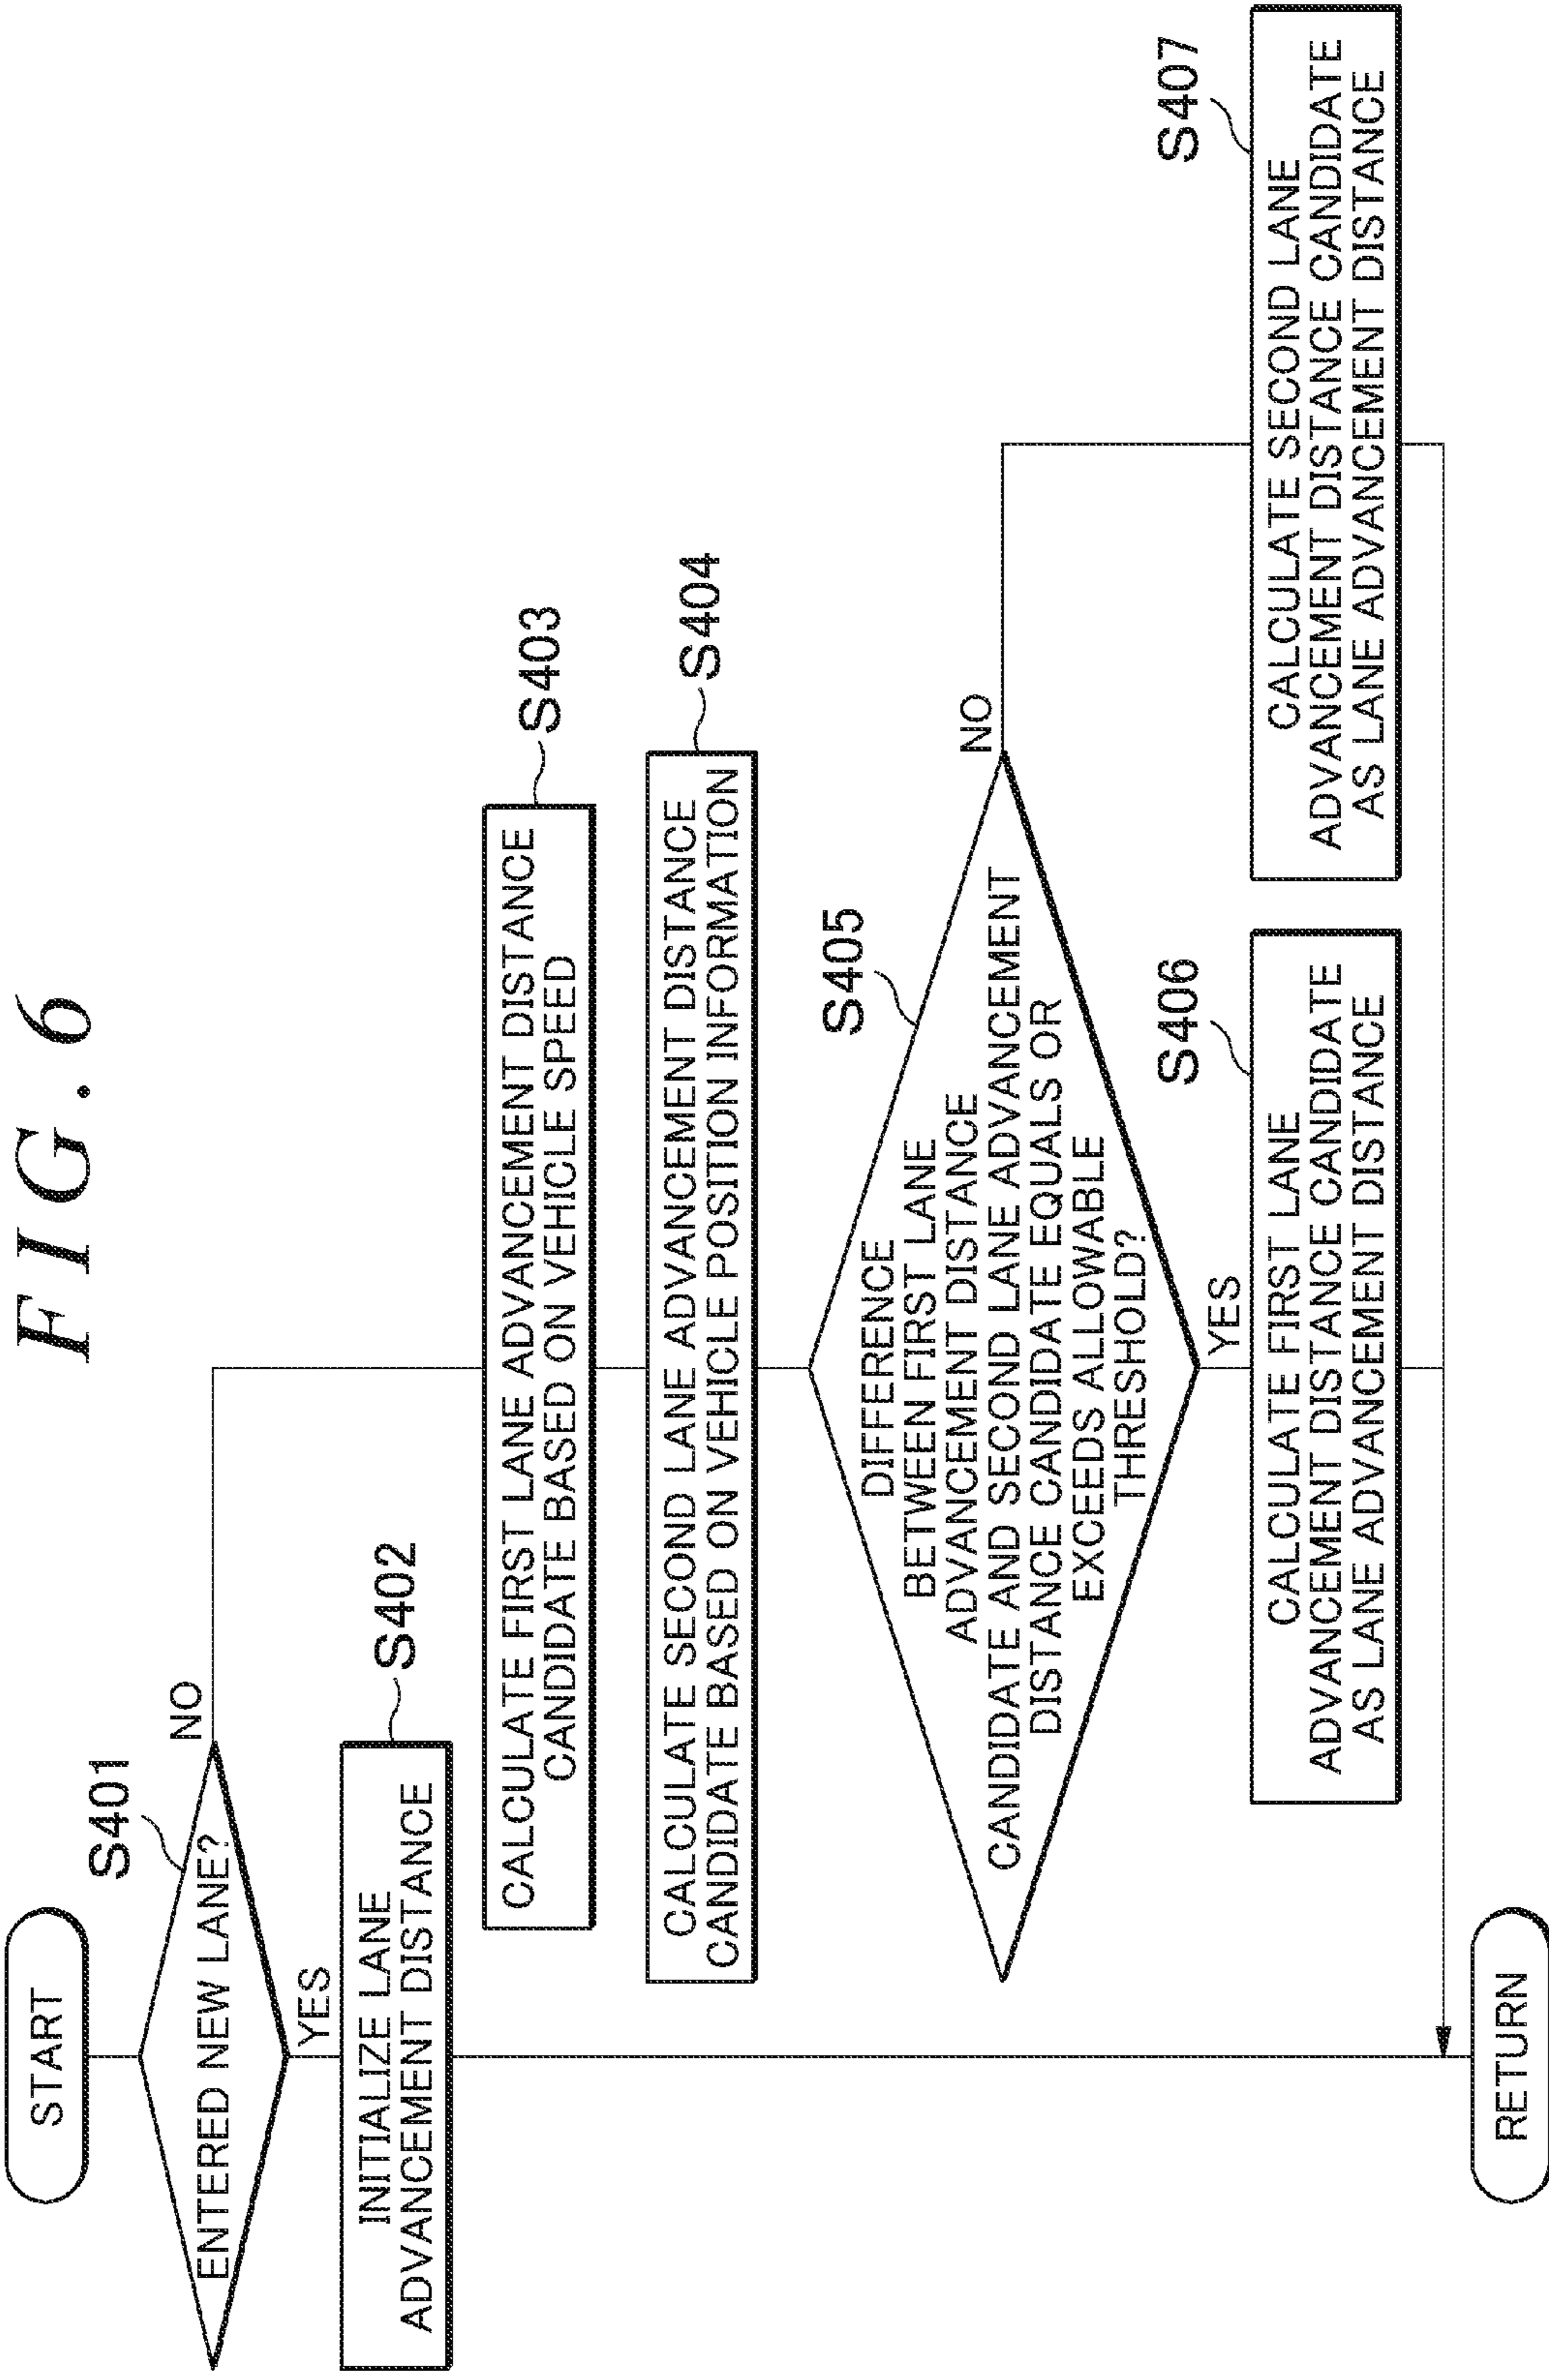 FIG. 6
START
S401
ENTERED NEW LANE?
NO
YES
S402
INITIALIZE LANE
ADVANCEMENT DISTANCE
S403
CALCULATE FIRST LANE ADVANCEMENT DISTANCE
CANDIDATE BASED ON VEHICLE SPEED
S404
CALCULATE SECOND LANE ADVANCEMENT DISTANCE
CANDIDATE BASED ON VEHICLE POSITION INFORMATION
S405
DIFFERENCE
BETWEEN FIRST LANE
ADVANCEMENT DISTANCE
CANDIDATE AND SECOND LANE ADVANCEMENT
DISTANCE CANDIDATE EQUALS OR
EXCEEDS ALLOWABLE
THRESHOLD?
NO
YES
S406
CALCULATE FIRST LANE
ADVANCEMENT DISTANCE CANDIDATE
AS LANE ADVANCEMENT DISTANCE
S407
CALCULATE SECOND LANE
ADVANCEMENT DISTANCE CANDIDATE
AS LANE ADVANCEMENT DISTANCE
RETURN